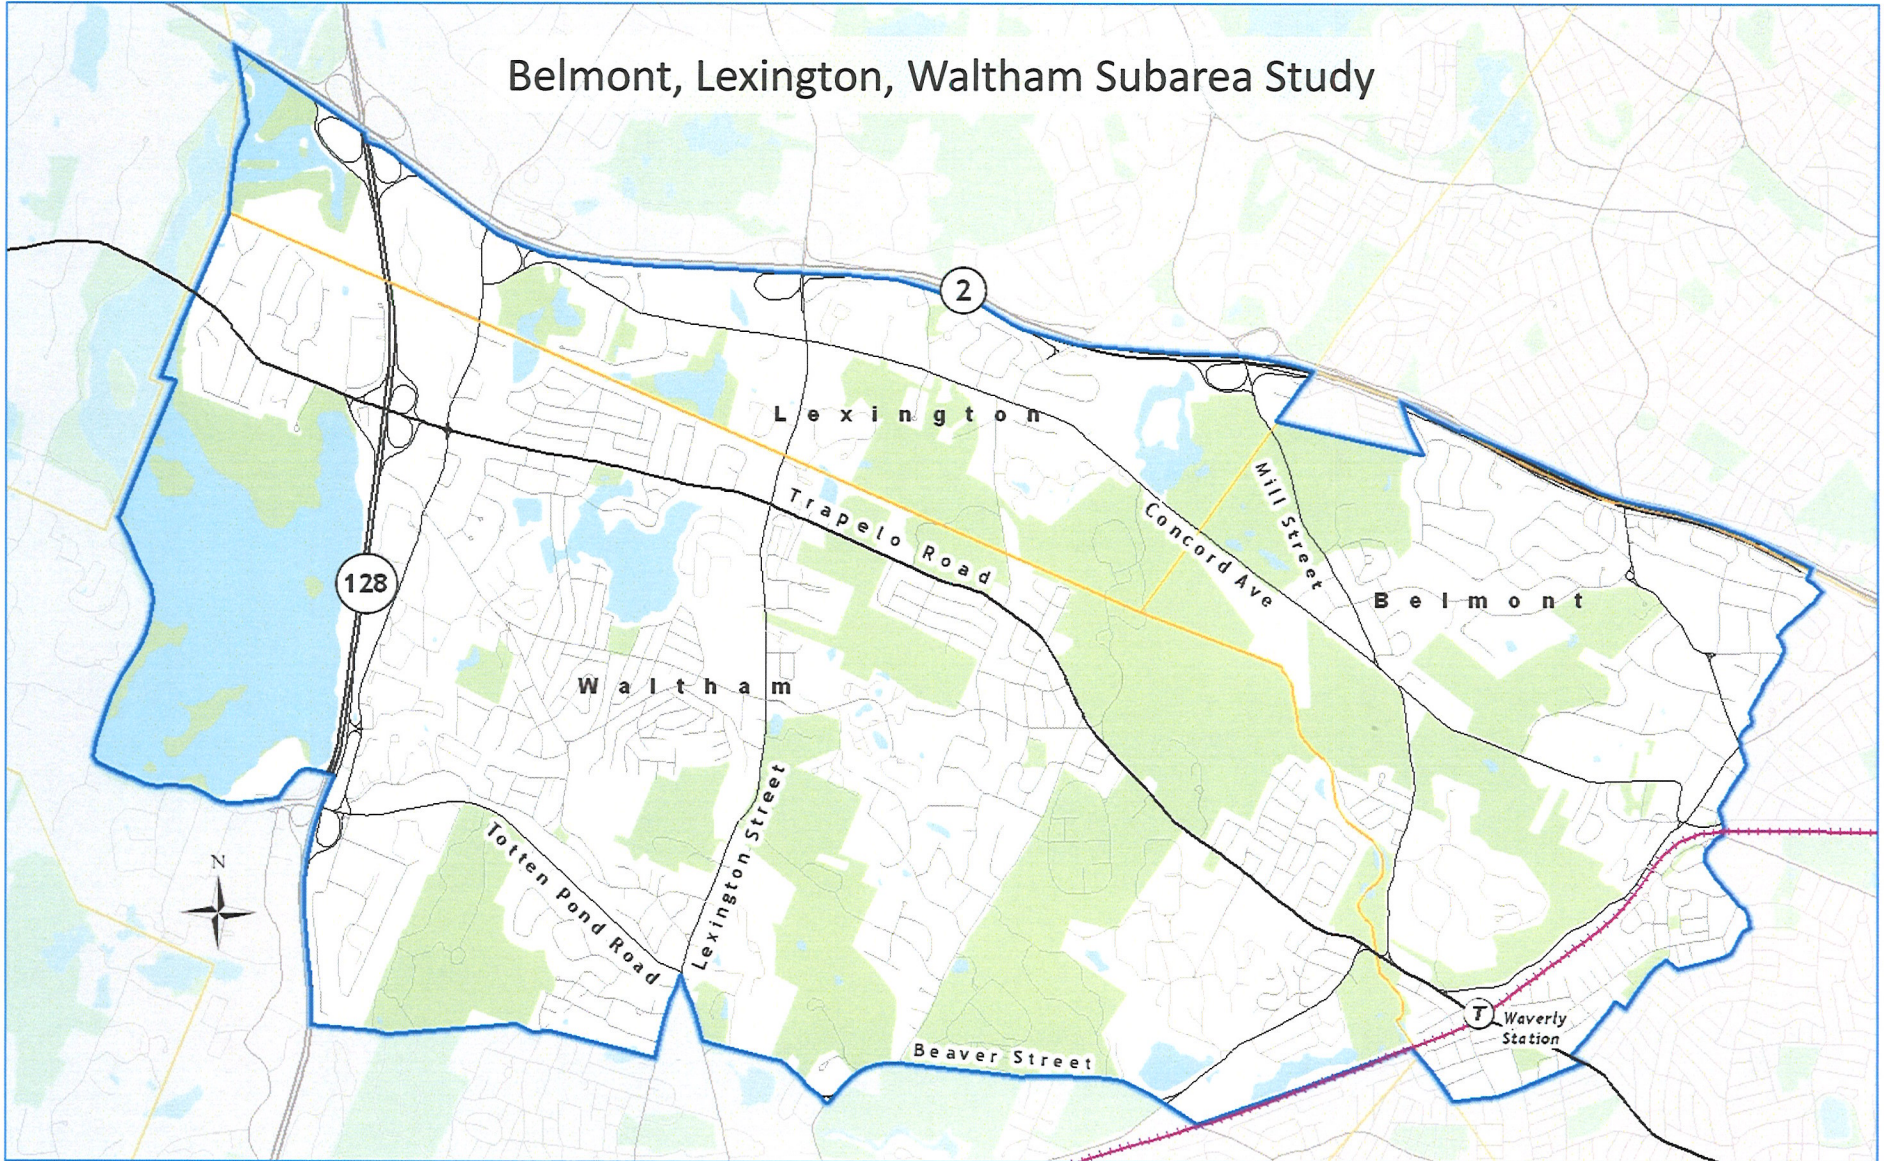 Belmont, Lexington, Waltham Subarea Study
2
Lexington
Trapelo Road
Concord Ave
Mill Street
Belmont
128
Waltham
Totten Pond Road
Lexington Street
N
Beaver Street
T
Waverly
Station